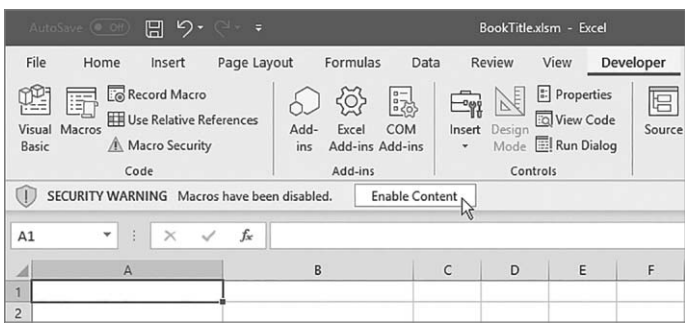 AutoSave Off BookTitle.xlsm - Excel
File Home Insert Page Layout Formulas Data Review View Developer
Visual Basic
Macros
Record Macro
Use Relative References
Macro Security
Code
Add-ins
Excel Add-ins
COM Add-ins
Add-ins
Insert
Design Mode
Properties
View Code
Run Dialog
Controls
Source
SECURITY WARNING Macros have been disabled. Enable Content
A1 fx
A B C D E F
1
2